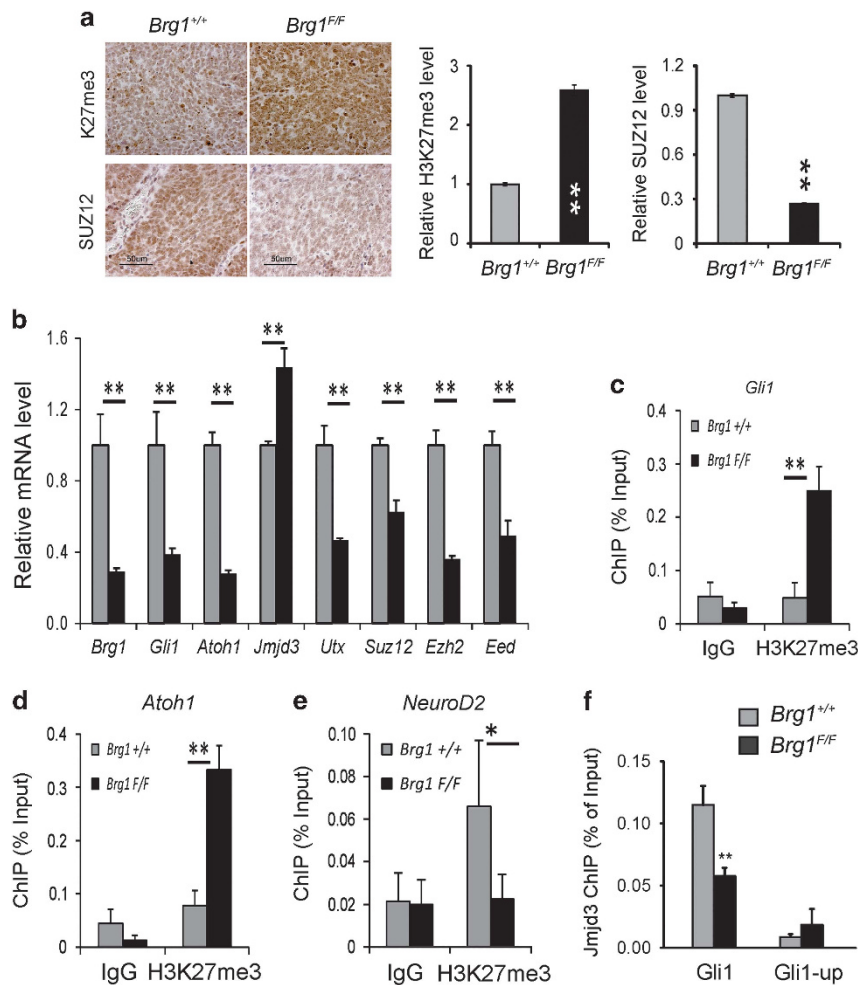 a
Brg1+/+ Brg1F/F
K27me3
SUZ12
50um 50um
Relative H3K27me3 level
3
2
1
0
**
Brg1+/+ Brg1F/F
Relative SUZ12 level
1.2
0.9
0.6
0.3
0
**
Brg1+/+ Brg1F/F
b
Relative mRNA level
1.6
1.2
0.8
0.4
0.0
** ** ** ** ** ** ** **
Brg1 Gli1 Atoh1 Jmjd3 Utx Suz12 Ezh2 Eed
c
Gli1
ChIP (% Input)
0.4
0.3
0.2
0.1
0
Brg1 +/+
Brg1 F/F
**
IgG H3K27me3
d
Atoh1
ChIP (% Input)
0.4
0.3
0.2
0.1
0
Brg1 +/+
Brg1 F/F
**
IgG H3K27me3
e
NeuroD2
ChIP (% Input)
0.10
0.08
0.06
0.04
0.02
0
Brg1 +/+
Brg1 F/F
*
IgG H3K27me3
f
Brg1+/+
Brg1F/F
Jmjd3 ChIP (% of Input)
0.15
0.10
0.05
0.00
**
Gli1 Gli1-up